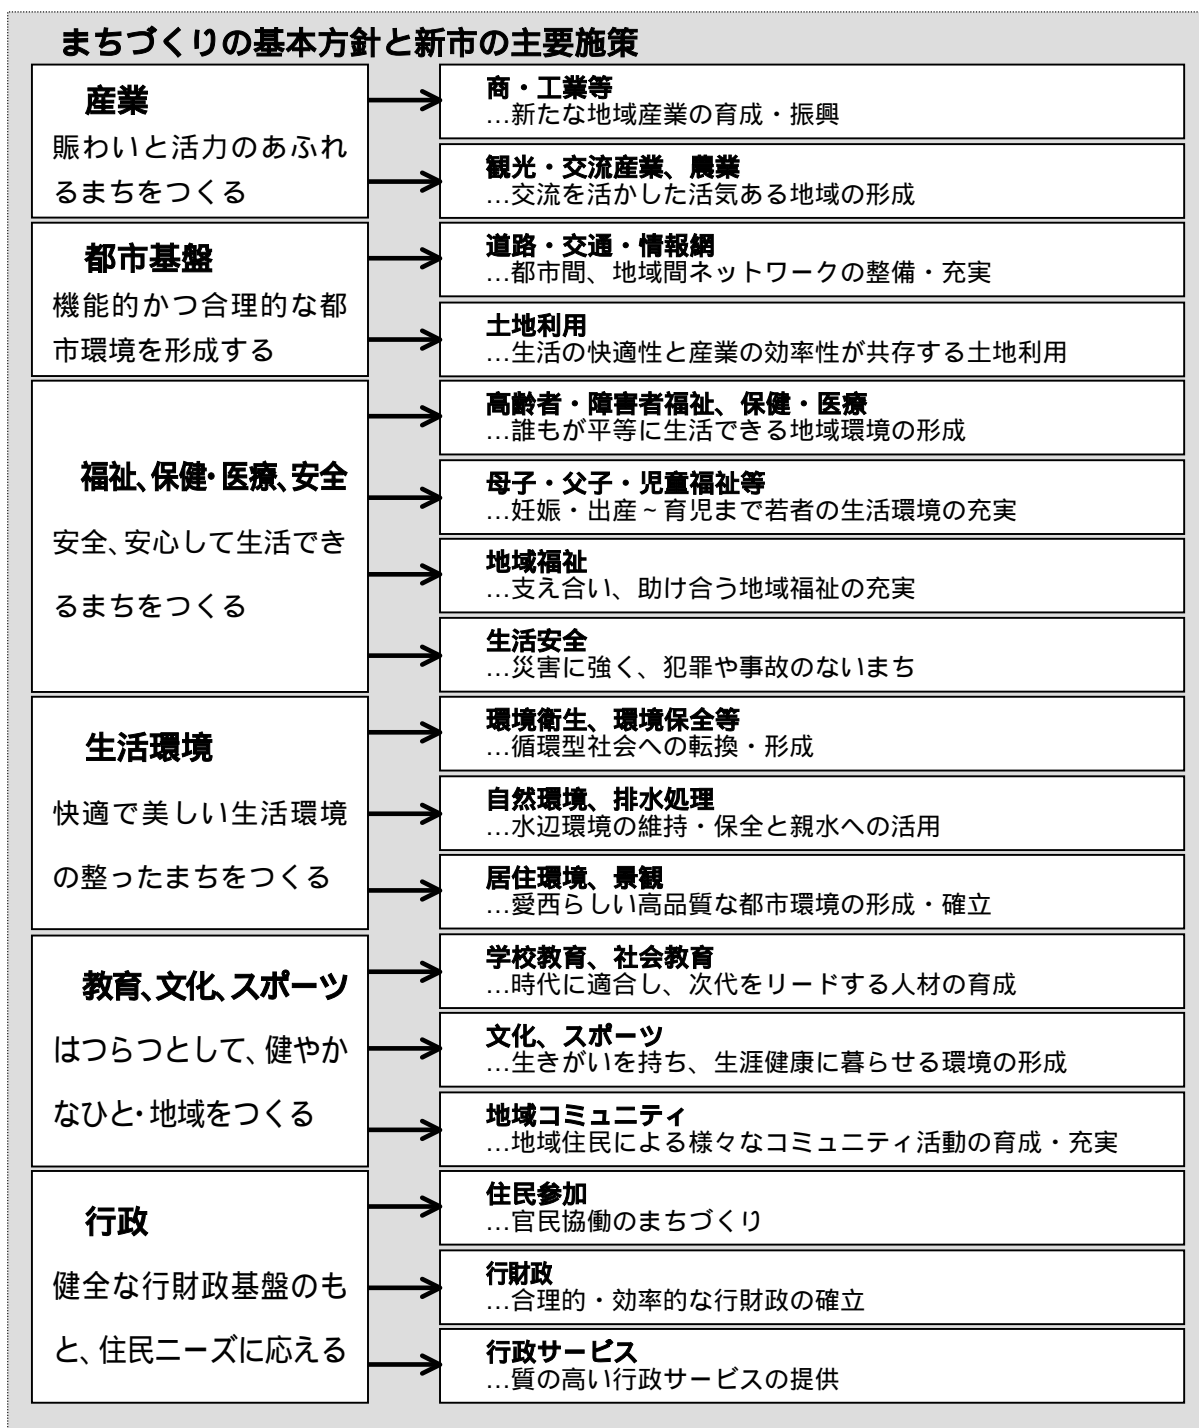 まちづくりの基本方針と新市の主要施策
産業
賑わいと活力のあふれ
るまちをつくる
商・工業等
…新たな地域産業の育成・振興
観光・交流産業、農業
…交流を活かした活気ある地域の形成
都市基盤
機能的かつ合理的な都
市環境を形成する
道路・交通・情報網
…都市間、地域間ネットワークの整備・充実
土地利用
…生活の快適性と産業の効率性が共存する土地利用
福祉、保健・医療、安全
安全、安心して生活でき
るまちをつくる
高齢者・障害者福祉、保健・医療
…誰もが平等に生活できる地域環境の形成
母子・父子・児童福祉等
…妊娠・出産~育児まで若者の生活環境の充実
地域福祉
…支え合い、助け合う地域福祉の充実
生活安全
…災害に強く、犯罪や事故のないまち
生活環境
快適で美しい生活環境
の整ったまちをつくる
環境衛生、環境保全等
…循環型社会への転換・形成
自然環境、排水処理
…水辺環境の維持・保全と親水への活用
居住環境、景観
…愛西らしい高品質な都市環境の形成・確立
教育、文化、スポーツ
はつらつとして、健やか
なひと・地域をつくる
学校教育、社会教育
…時代に適合し、次代をリードする人材の育成
文化、スポーツ
…生きがいを持ち、生涯健康に暮らせる環境の形成
地域コミュニティ
…地域住民による様々なコミュニティ活動の育成・充実
行政
健全な行財政基盤のも
と、住民ニーズに応える
住民参加
…官民協働のまちづくり
行財政
…合理的・効率的な行財政の確立
行政サービス
…質の高い行政サービスの提供